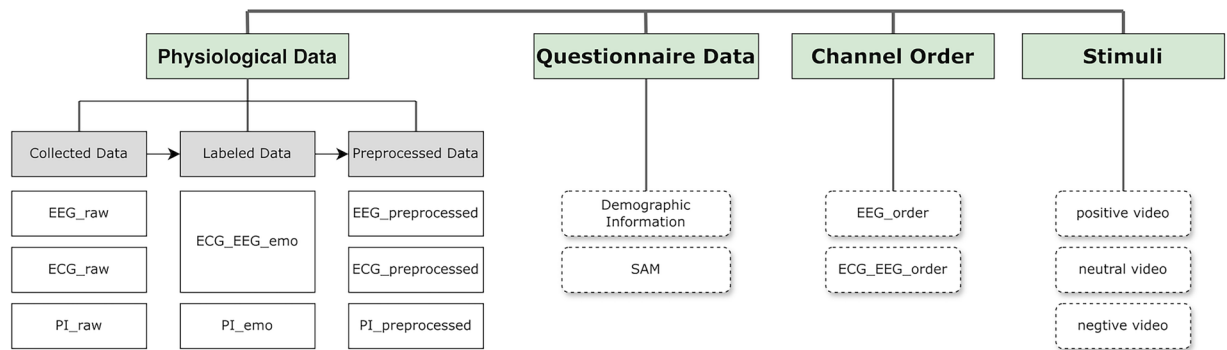 Physiological Data
Questionnaire Data
Channel Order
Stimuli
Collected Data
Labeled Data
Preprocessed Data
EEG_raw
ECG_EEG_emo
EEG_preprocessed
Demographic
Information
EEG_order
positive video
ECG_raw
ECG_preprocessed
SAM
ECG_EEG_order
neutral video
PI_raw
PI_emo
PI_preprocessed
negtive video